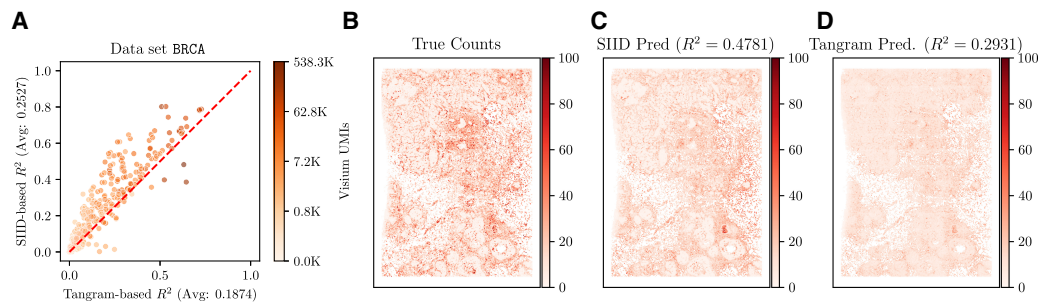 A
Data set BRCA
SIID-based R² (Avg: 0.2527)
1.0
0.8
0.6
0.4
0.2
0.0
0.0
0.5
1.0
Tangram-based R² (Avg: 0.1874)
538.3K
62.8K
7.2K
0.8K
0.0K
Visium UMIs
B
True Counts
100
80
60
40
20
0
C
SIID Pred (R² = 0.4781)
100
80
60
40
20
0
D
Tangram Pred. (R² = 0.2931)
100
80
60
40
20
0